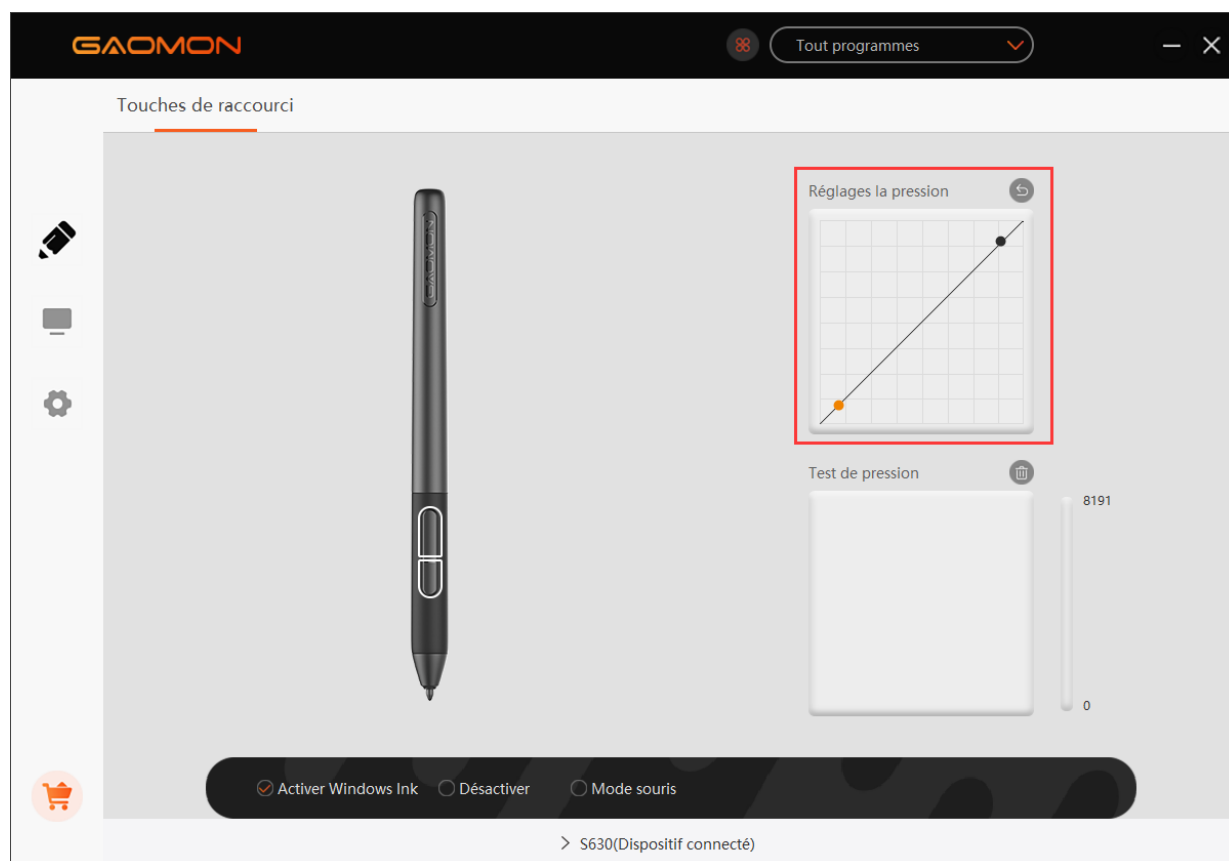 GAOMON
Tout programmes
Touches de raccourci
GAOMON
Réglages la pression
Test de pression
8191
0
Activer Windows Ink
Désactiver
Mode souris
S630(Dispositif connecté)